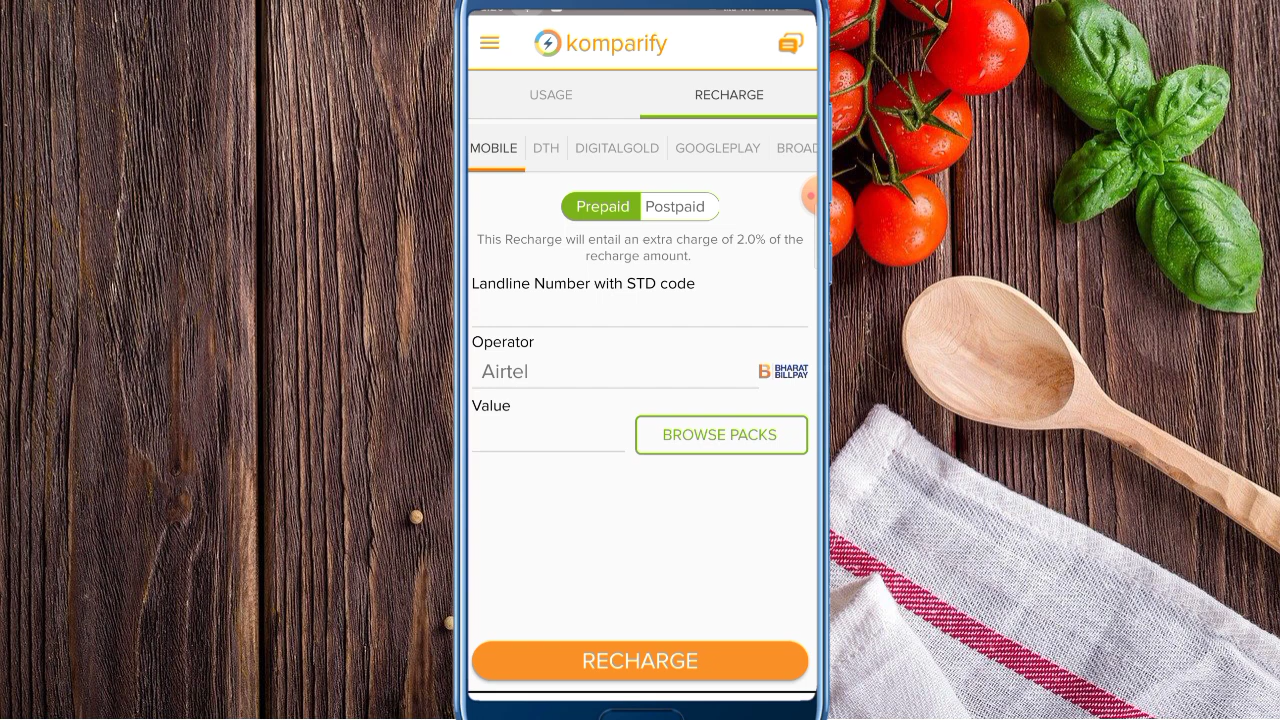 komparify
USAGE RECHARGE
MOBILE DTH DIGITALGOLD GOOGLEPLAY BROAD
Prepaid Postpaid
This Recharge will entail an extra charge of 2.0% of the
recharge amount.
Landline Number with STD code
Operator
Airtel
BHARAT
BILLPAY
Value
BROWSE PACKS
RECHARGE